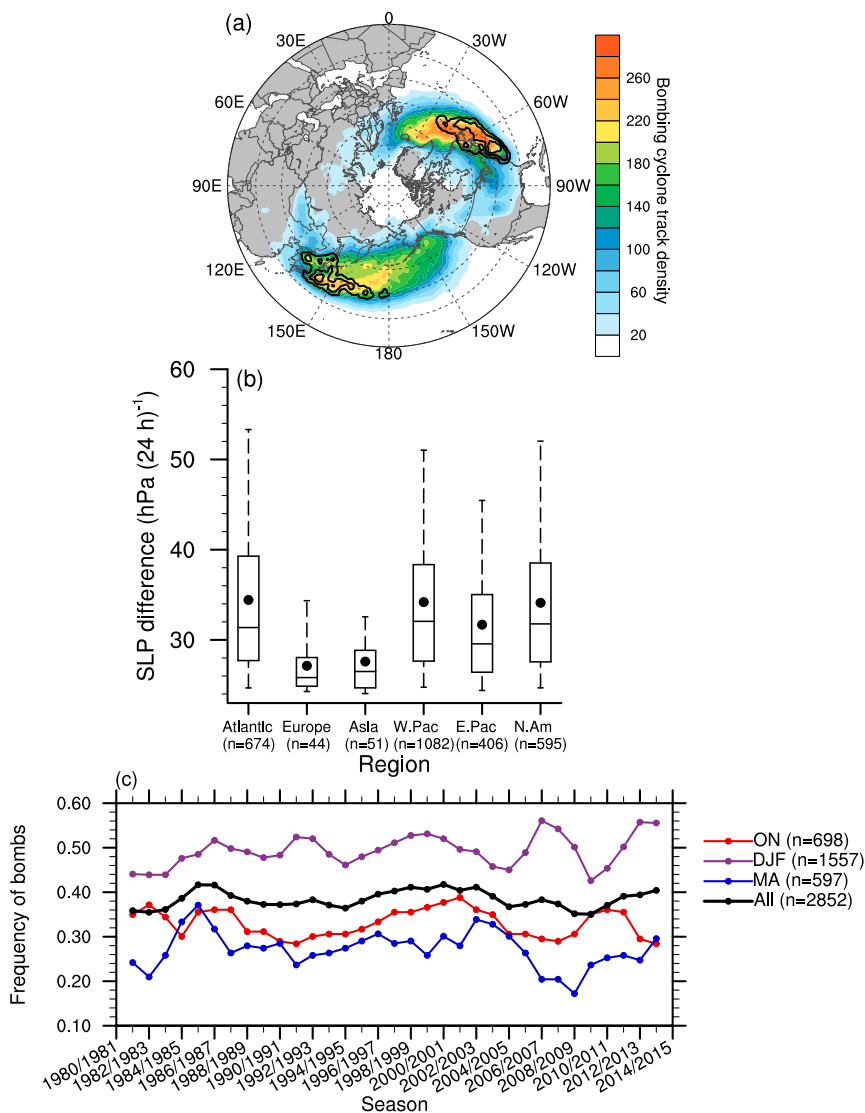 (a)
0
30E
30W
60E
60W
90E
90W
120E
120W
150E
150W
180
260
220
180
140
100
60
20
Bombing cyclone track density
(b)
SLP difference (hPa (24 h)⁻¹)
60
50
40
30
Atlantic Europe Asia W.Pac E.Pac N.Am
(n=674) (n=44) (n=51) (n=1082) (n=406) (n=595)
Region
(c)
Frequency of bombs
0.60
0.50
0.40
0.30
0.20
0.10
1980/1981
1982/1983
1984/1985
1986/1987
1988/1989
1990/1991
1992/1993
1994/1995
1996/1997
1998/1999
2000/2001
2002/2003
2004/2005
2006/2007
2008/2009
2010/2011
2012/2013
2014/2015
Season
ON (n=698)
DJF (n=1557)
MA (n=597)
All (n=2852)